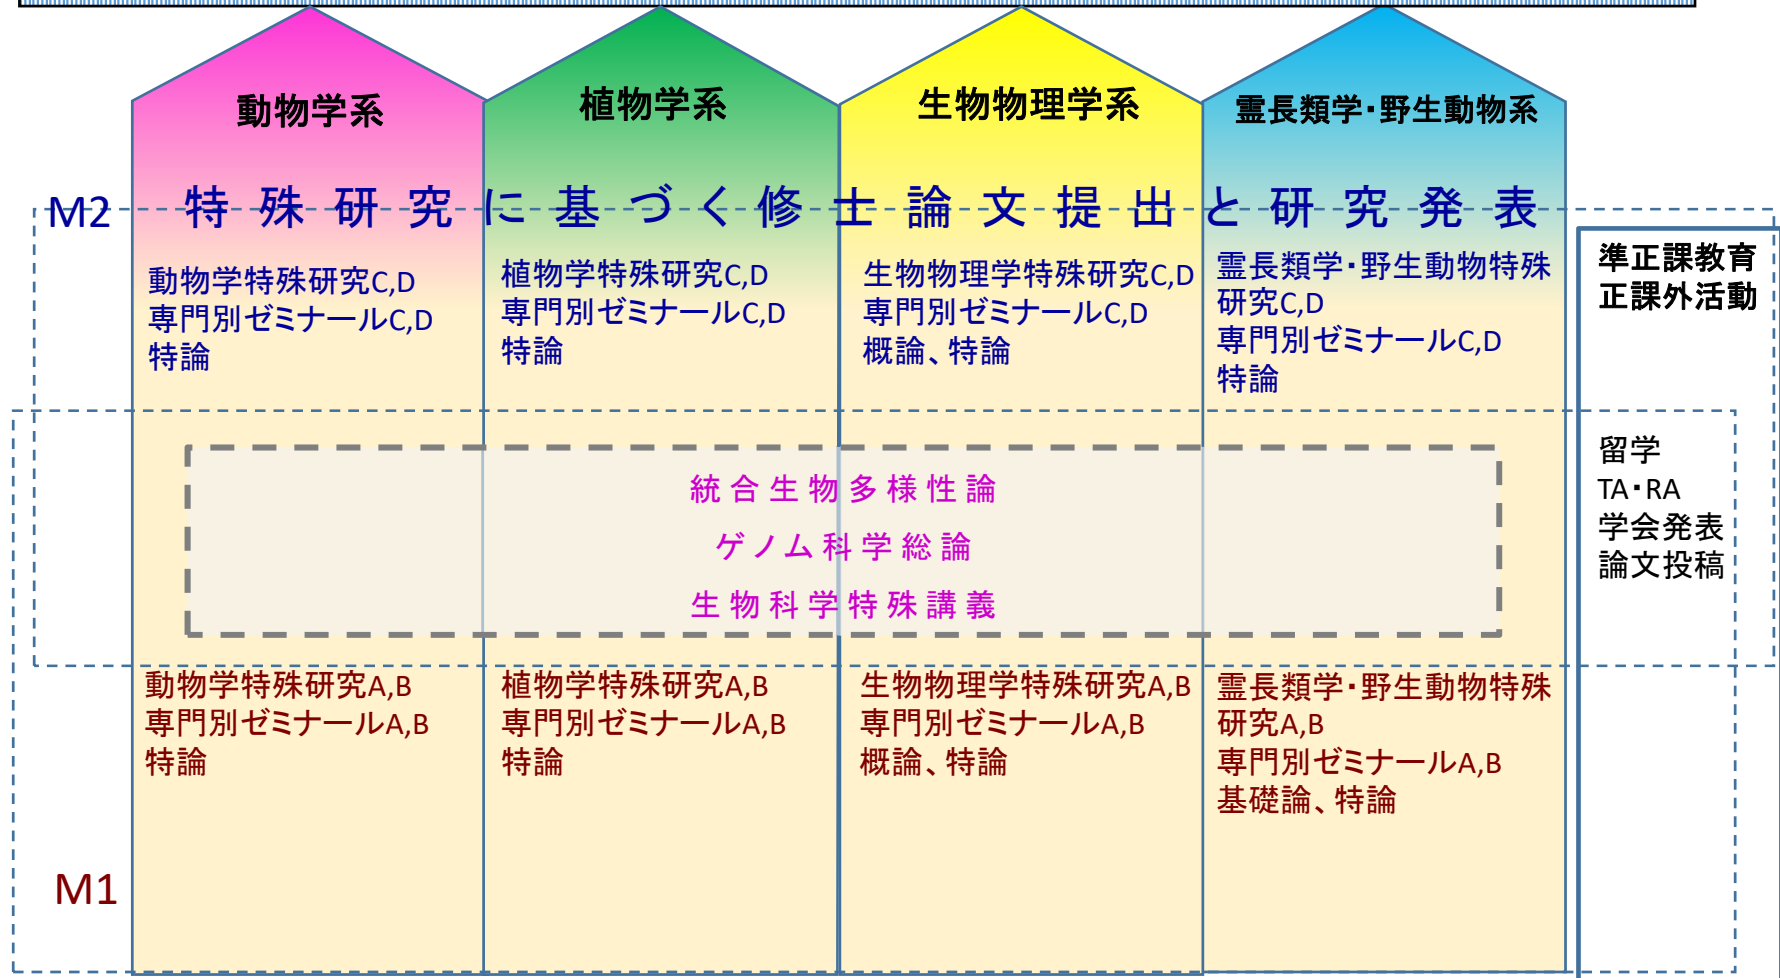 動物学系
植物学系
生物物理学系
霊長類学・野生動物系
M2
特殊研究に基づく修士論文提出と研究発表
動物学特殊研究C,D
専門別ゼミナールC,D
特論
植物学特殊研究C,D
専門別ゼミナールC,D
特論
生物物理学特殊研究C,D
専門別ゼミナールC,D
概論、特論
霊長類学・野生動物特殊
研究C,D
専門別ゼミナールC,D
特論
準正課教育
正課外活動
統合生物多様性論
ゲノム科学総論
生物科学特殊講義
留学
TA・RA
学会発表
論文投稿
動物学特殊研究A,B
専門別ゼミナールA,B
特論
植物学特殊研究A,B
専門別ゼミナールA,B
特論
生物物理学特殊研究A,B
専門別ゼミナールA,B
概論、特論
霊長類学・野生動物特殊
研究A,B
専門別ゼミナールA,B
基礎論、特論
M1